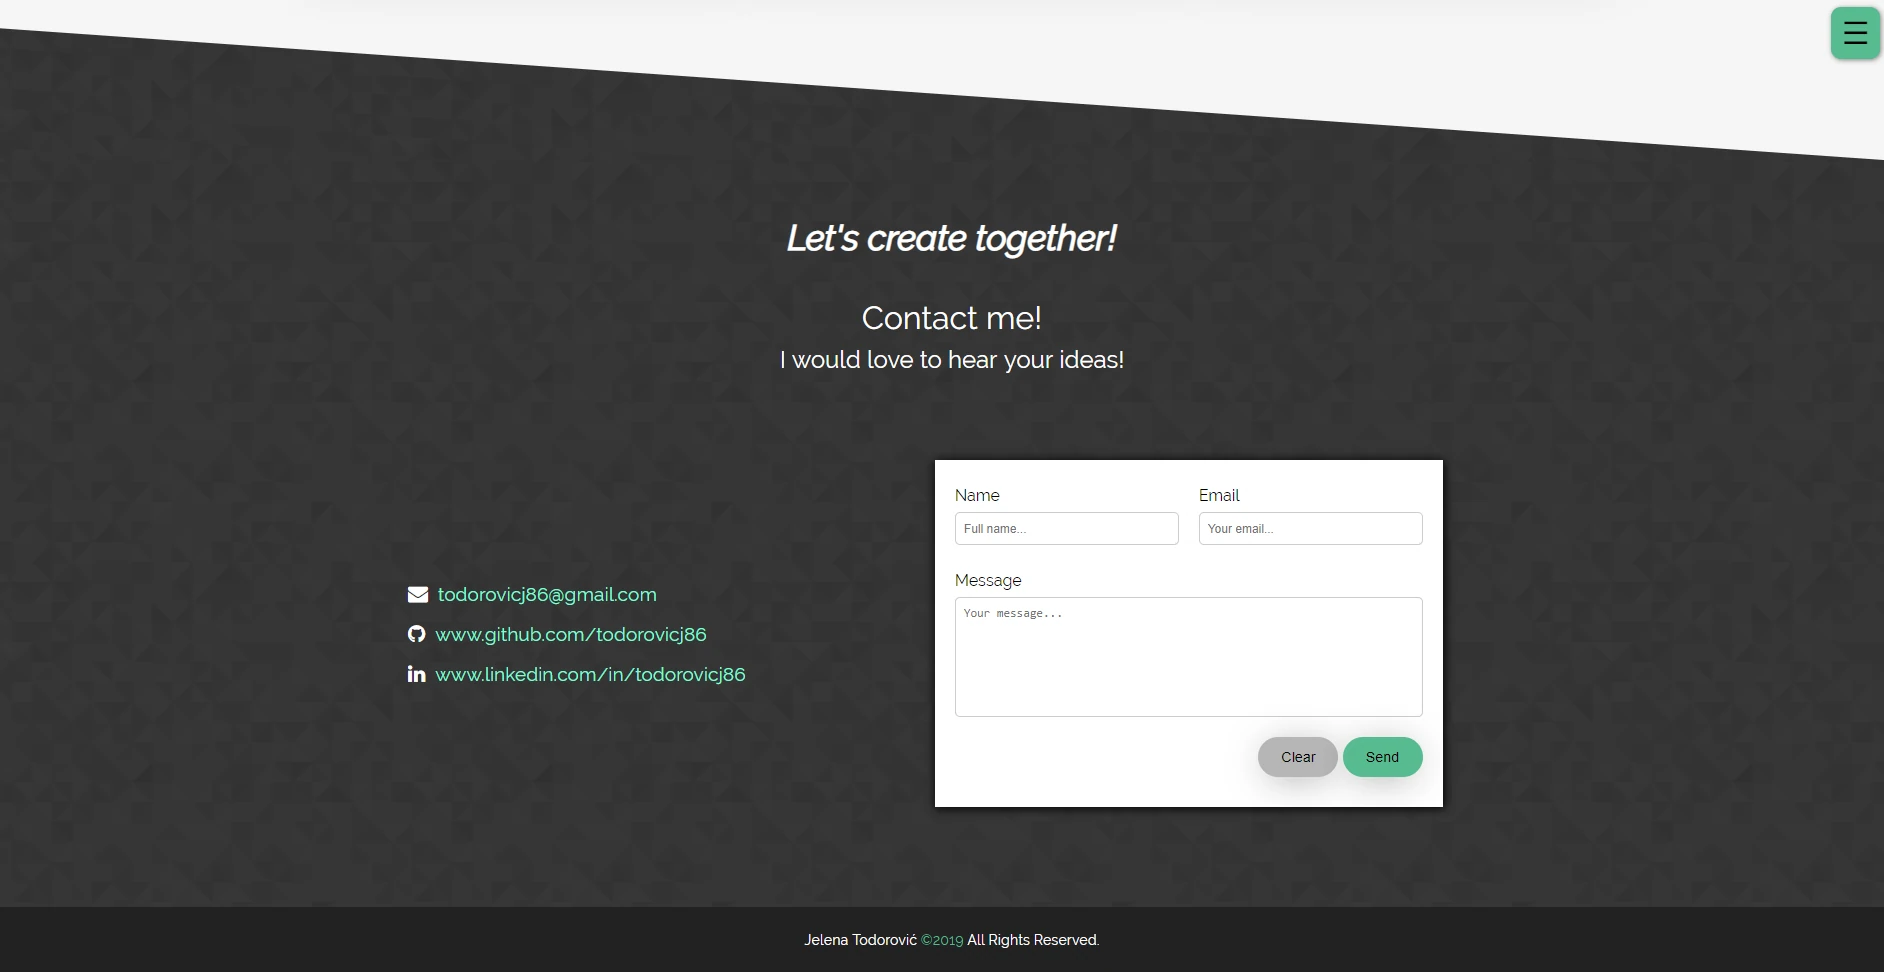 Let's create together!
Contact me!
I would love to hear your ideas!
todorovicj86@gmail.com
www.github.com/todorovicj86
www.linkedin.com/in/todorovicj86
Name
Email
Full name...
Your email...
Message
Your message...
Clear
Send
Jelena Todorović ©2019 All Rights Reserved.